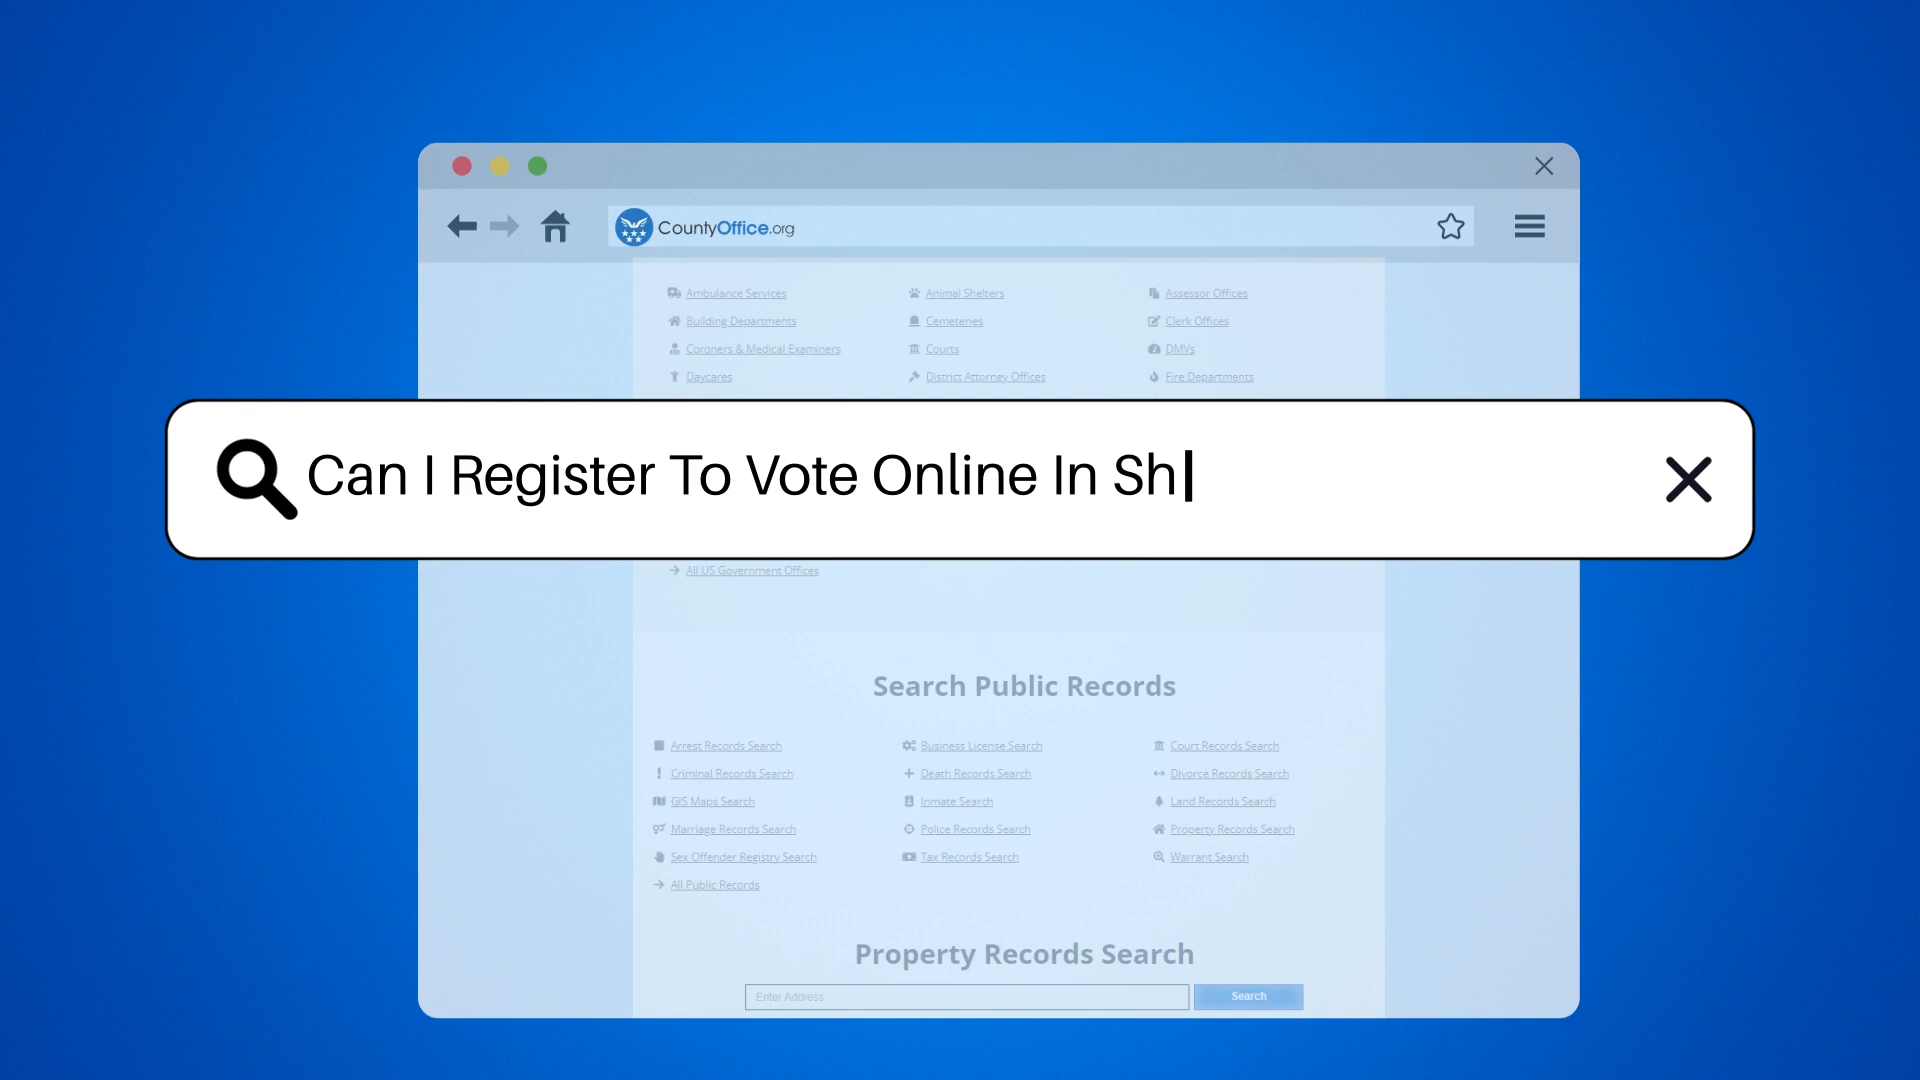 CountyOffice.org
Ambulance Services Animal Shelters Assessor Offices
Building Departments Cemeteries Clerk Offices
Coroners & Medical Examiners Courts DMVs
Daycares District Attorney Offices Fire Departments
Can I Register To Vote Online In Sh
All US Government Offices
Search Public Records
Arrest Records Search Business License Search Court Records Search
Criminal Records Search Death Records Search Divorce Records Search
GIS Maps Search Inmate Search Land Records Search
Marriage Records Search Police Records Search Property Records Search
Sex Offender Registry Search Tax Records Search Warrant Search
All Public Records
Property Records Search
Enter Address Search